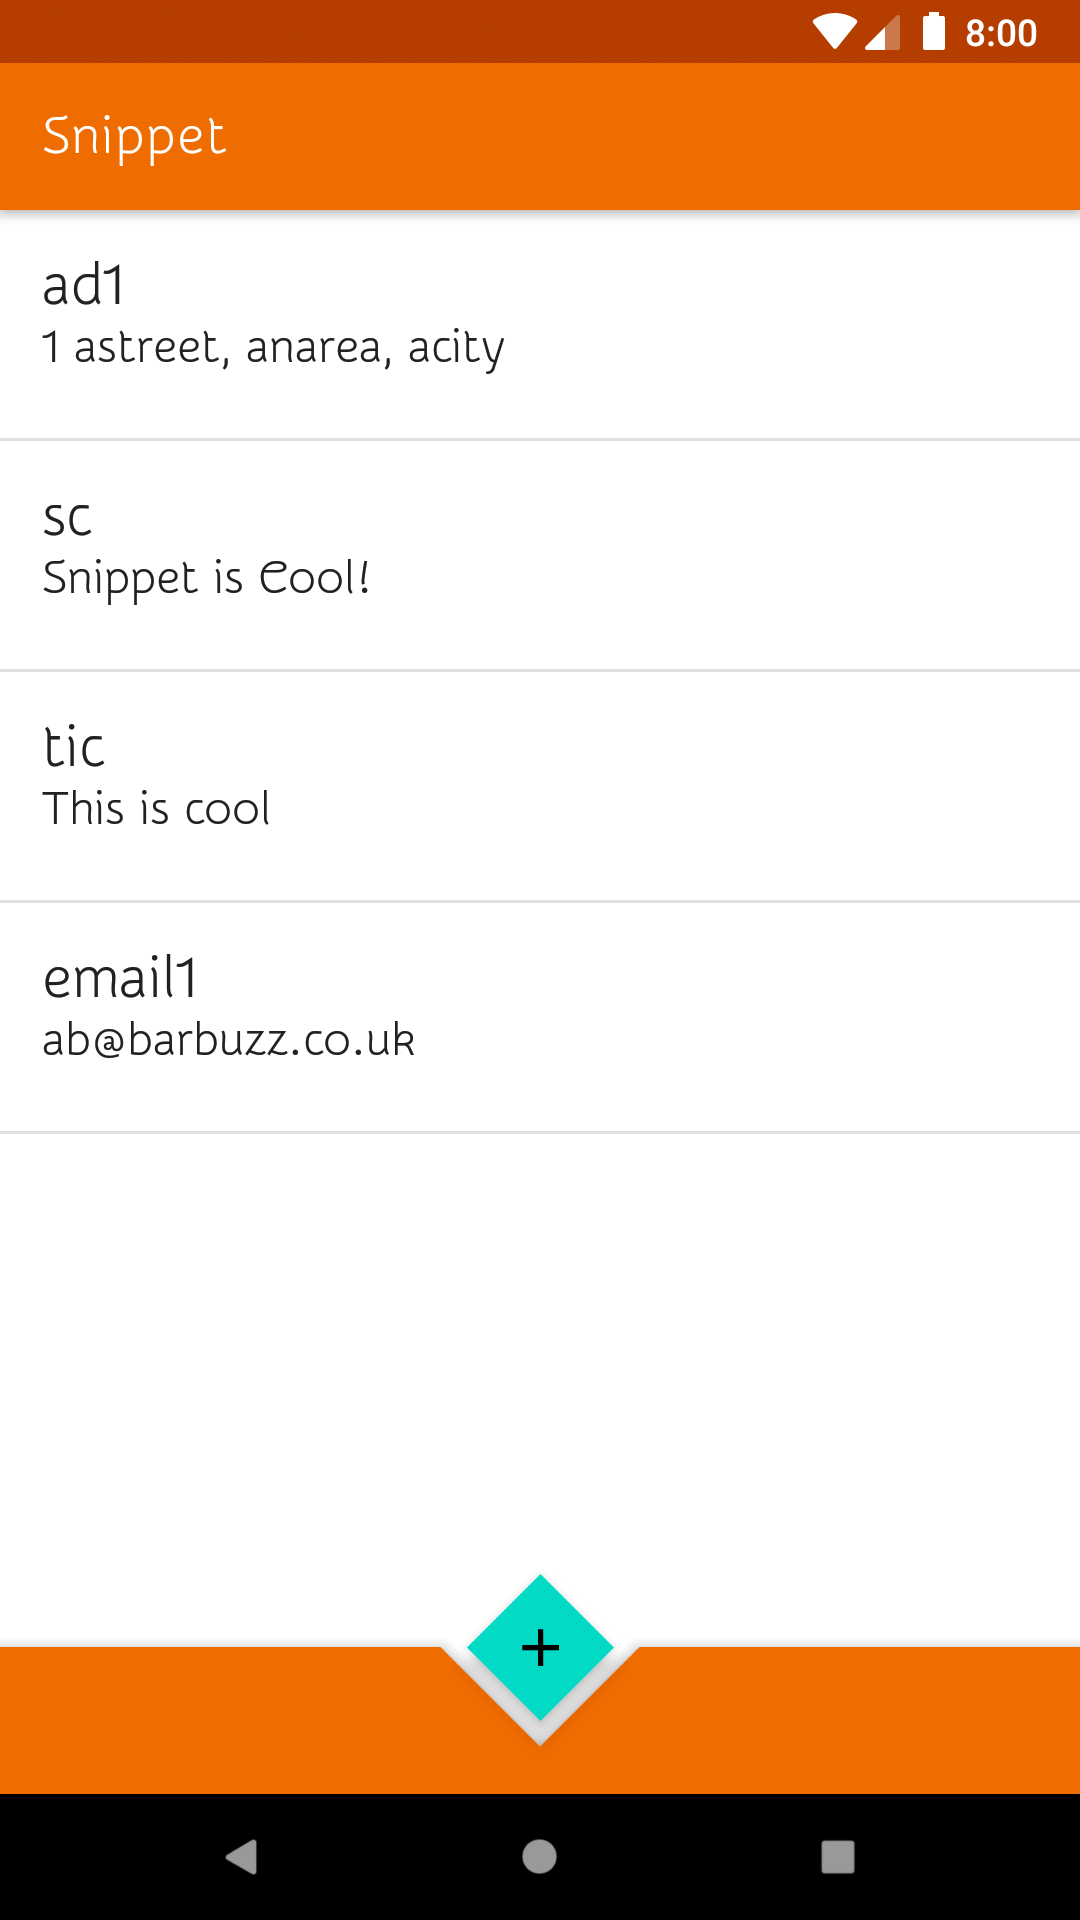 8:00
Snippet
ad1
1 astreet, anarea, acity
sc
Snippet is Cool!
tic
This is cool
email1
ab@barbuzz.co.uk